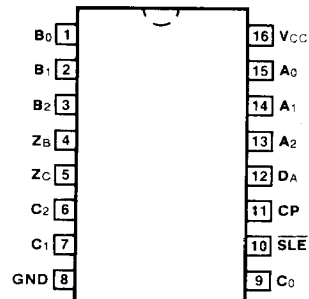 B0 1 16 VCC
B1 2 15 A0
B2 3 14 A1
ZB 4 13 A2
ZC 5 12 DA
C2 6 11 CP
C1 7 10 SLE
GND 8 9 C0